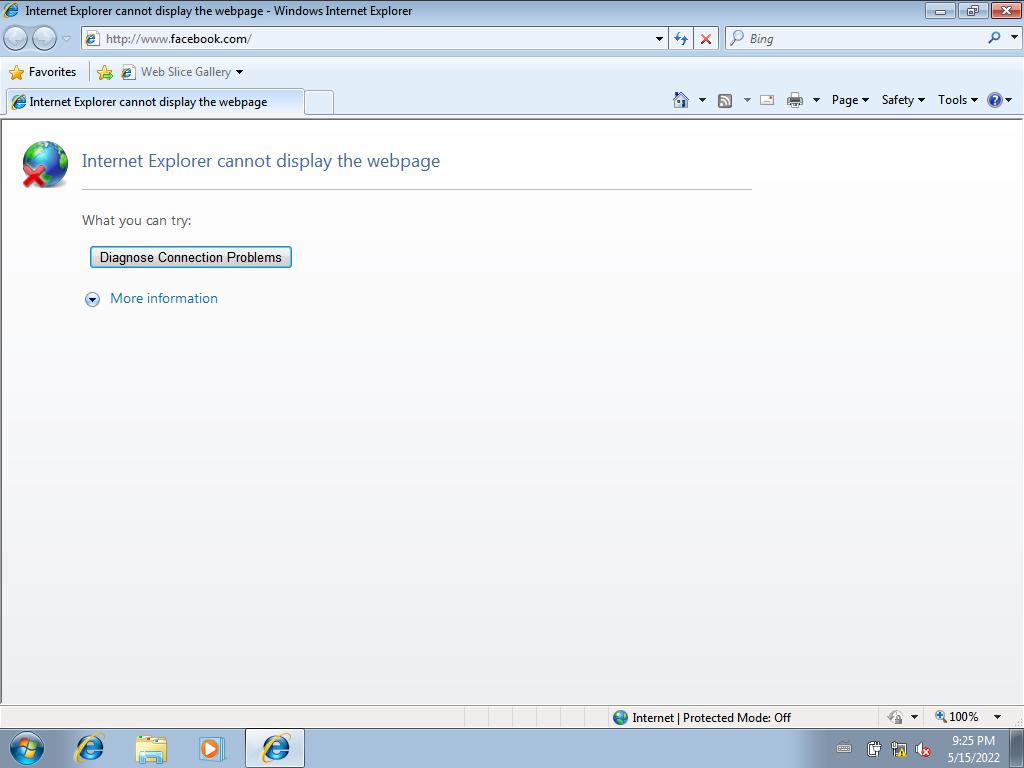 Internet Explorer cannot display the webpage - Windows Internet Explorer
http://www.facebook.com/
Bing
Favorites
Web Slice Gallery
Internet Explorer cannot display the webpage
Page
Safety
Tools
Internet Explorer cannot display the webpage
What you can try:
Diagnose Connection Problems
More information
Internet | Protected Mode: Off
100%
9:25 PM
5/15/2022